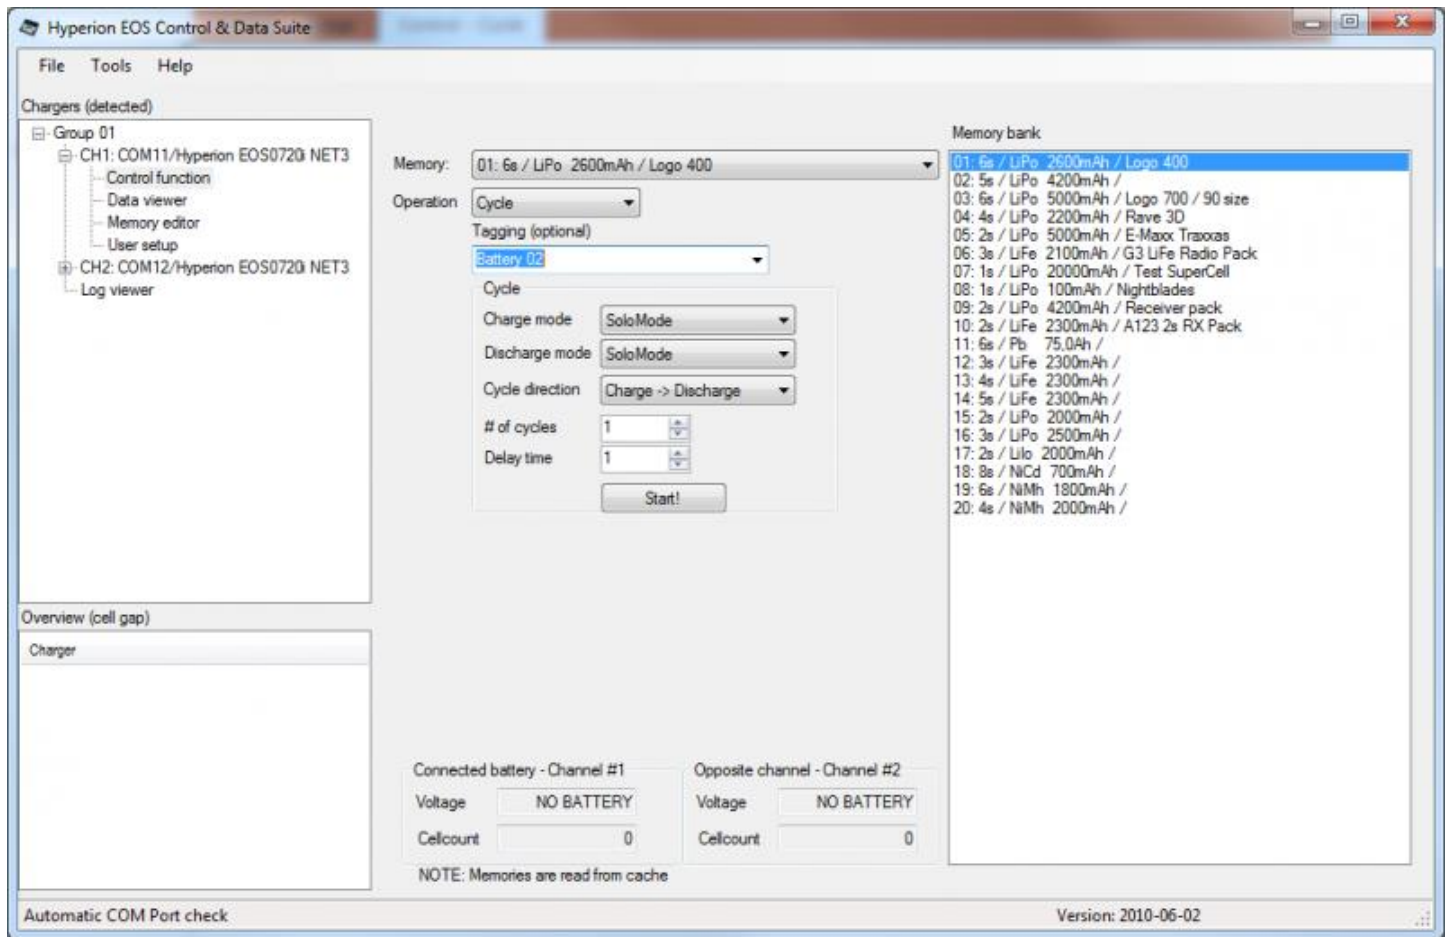 Hyperion EOS Control & Data Suite
File Tools Help
Chargers (detected)
Group 01
CH1: COM11/Hyperion EOS0720i NET3
Control function
Data viewer
Memory editor
User setup
CH2: COM12/Hyperion EOS0720i NET3
Log viewer
Overview (cell gap)
Charger
Memory: 01: 6s / LiPo 2600mAh / Logo 400
Operation Cycle
Tagging (optional)
Battery 02
Cycle
Charge mode SoloMode
Discharge mode SoloMode
Cycle direction Charge -> Discharge
# of cycles 1
Delay time 1
Start!
Connected battery - Channel #1
Voltage NO BATTERY
Cellcount 0
Opposite channel - Channel #2
Voltage NO BATTERY
Cellcount 0
NOTE: Memories are read from cache
Memory bank
01: 6s / LiPo 2600mAh / Logo 400
02: 5s / LiPo 4200mAh /
03: 6s / LiPo 5000mAh / Logo 700 / 90 size
04: 4s / LiPo 2200mAh / Rave 3D
05: 2s / LiPo 5000mAh / E-Maxx Traxxas
06: 3s / LiFe 2100mAh / G3 LiFe Radio Pack
07: 1s / LiPo 20000mAh / Test SuperCell
08: 1s / LiPo 100mAh / Nightblades
09: 2s / LiPo 4200mAh / Receiver pack
10: 2s / LiFe 2300mAh / A123 2s RX Pack
11: 6s / Pb 75,0Ah /
12: 3s / LiFe 2300mAh /
13: 4s / LiFe 2300mAh /
14: 5s / LiFe 2300mAh /
15: 2s / LiPo 2000mAh /
16: 3s / LiPo 2500mAh /
17: 2s / LiIo 2000mAh /
18: 8s / NiCd 700mAh /
19: 6s / NiMh 1800mAh /
20: 4s / NiMh 2000mAh /
Automatic COM Port check
Version: 2010-06-02